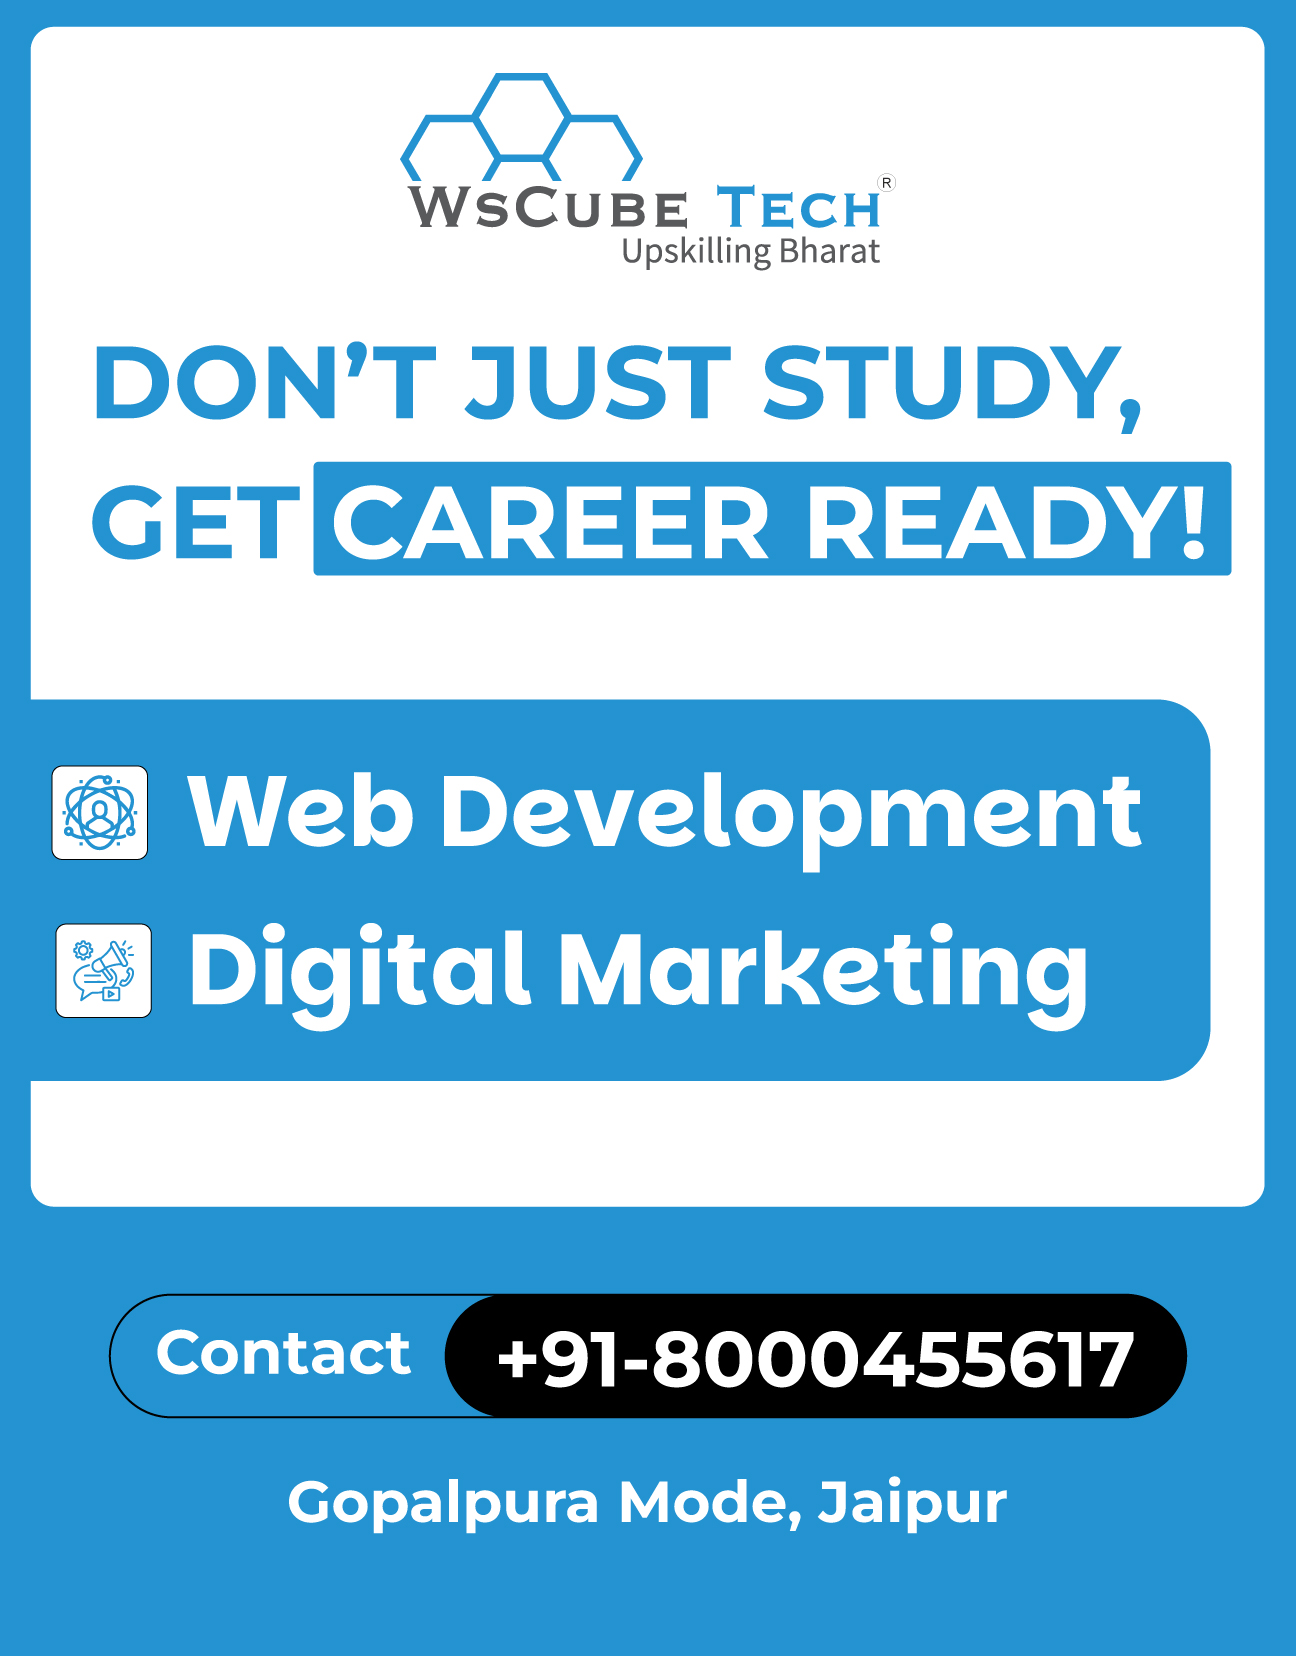 WSCUBE TECH®
Upskilling Bharat
DON'T JUST STUDY,
GET CAREER READY!
Web Development
Digital Marketing
Contact +91-8000455617
Gopalpura Mode, Jaipur